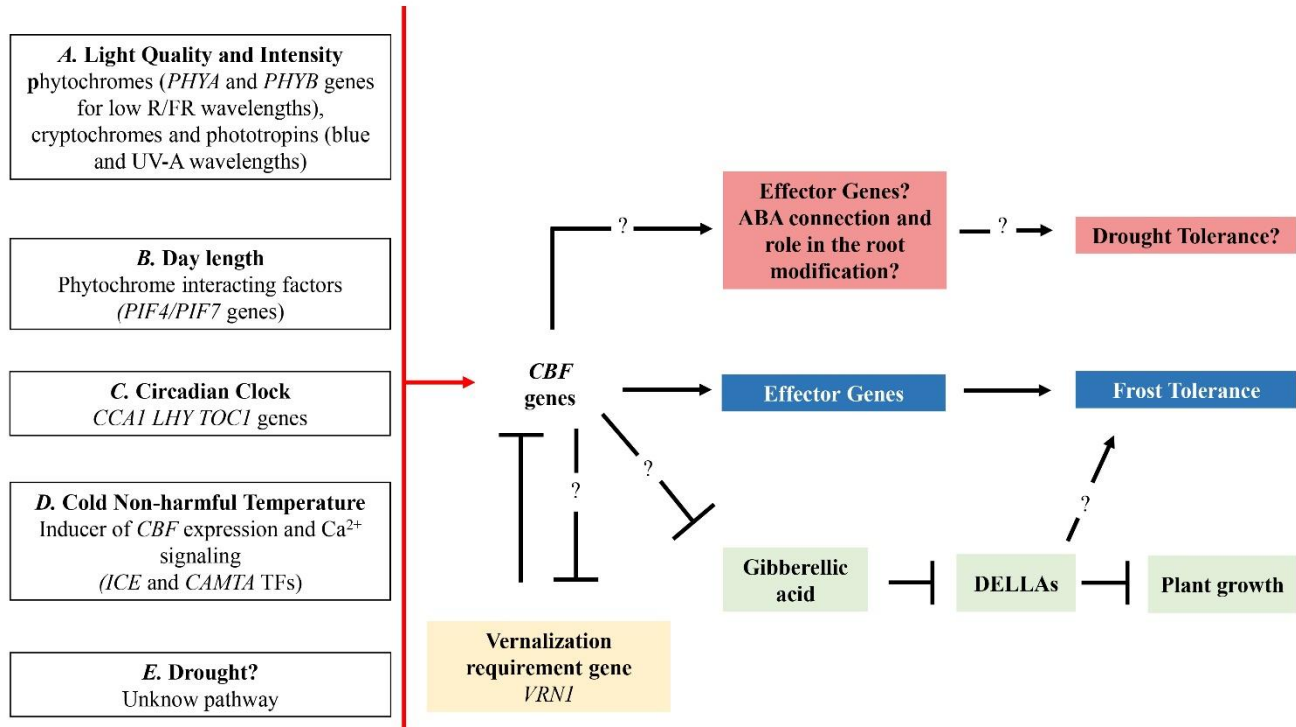 A. Light Quality and Intensity
phytochromes (PHYA and PHYB genes
for low R/FR wavelengths),
cryptochromes and phototropins (blue
and UV-A wavelengths)
B. Day length
Phytochrome interacting factors
(PIF4/PIF7 genes)
C. Circadian Clock
CCA1 LHY TOC1 genes
D. Cold Non-harmful Temperature
Inducer of CBF expression and Ca²⁺
signaling
(ICE and CAMTA TFs)
E. Drought?
Unknow pathway
CBF
genes
?
Effector Genes?
ABA connection and
role in the root
modification?
?
Drought Tolerance?
Effector Genes
Frost Tolerance
?
?
?
Gibberellic
acid
DELLAs
Plant growth
Vernalization
requirement gene
VRN1